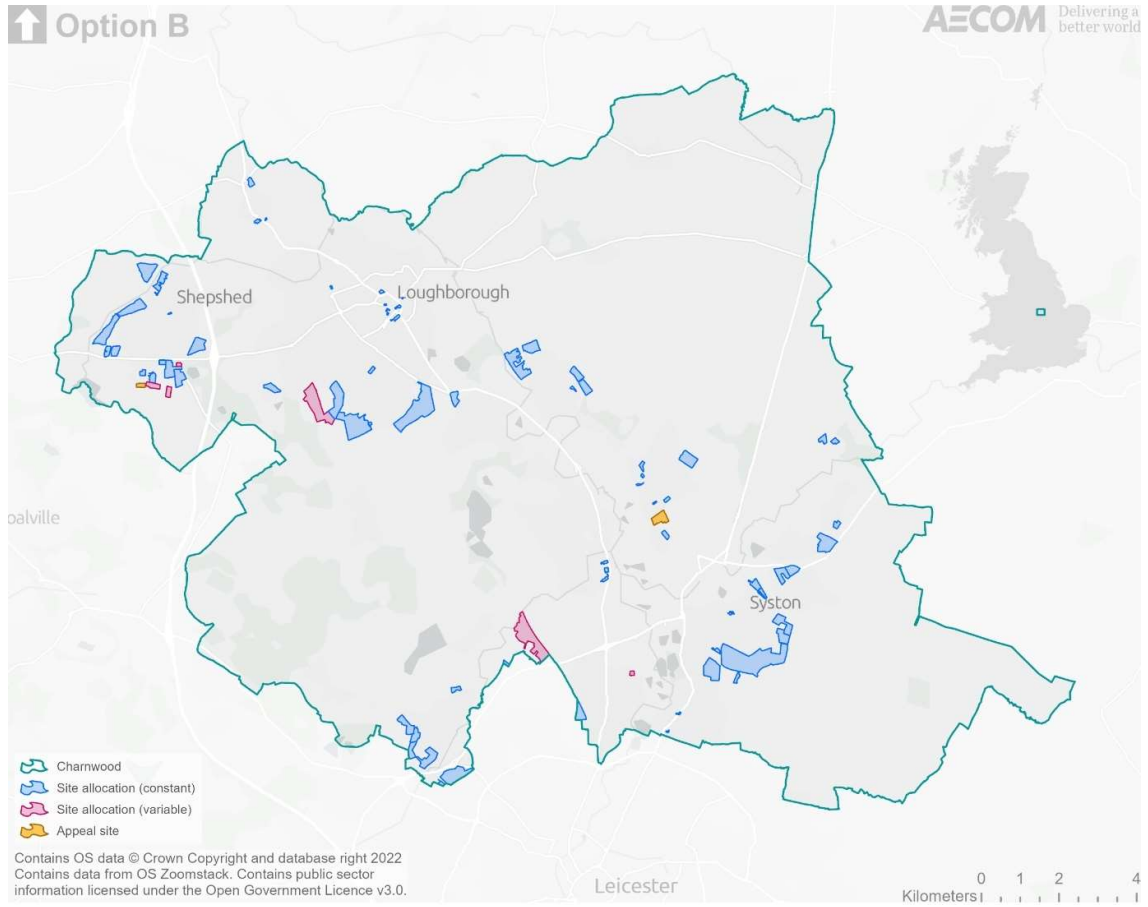 Option B
AECOM
Delivering a
better world
Shepshed
Loughborough
oalville
Syston
Charnwood
Site allocation (constant)
Site allocation (variable)
Appeal site
Contains OS data © Crown Copyright and database right 2022
Contains data from OS Zoomstack. Contains public sector
information licensed under the Open Government Licence v3.0.
Leicester
0 1 2 4
Kilometers